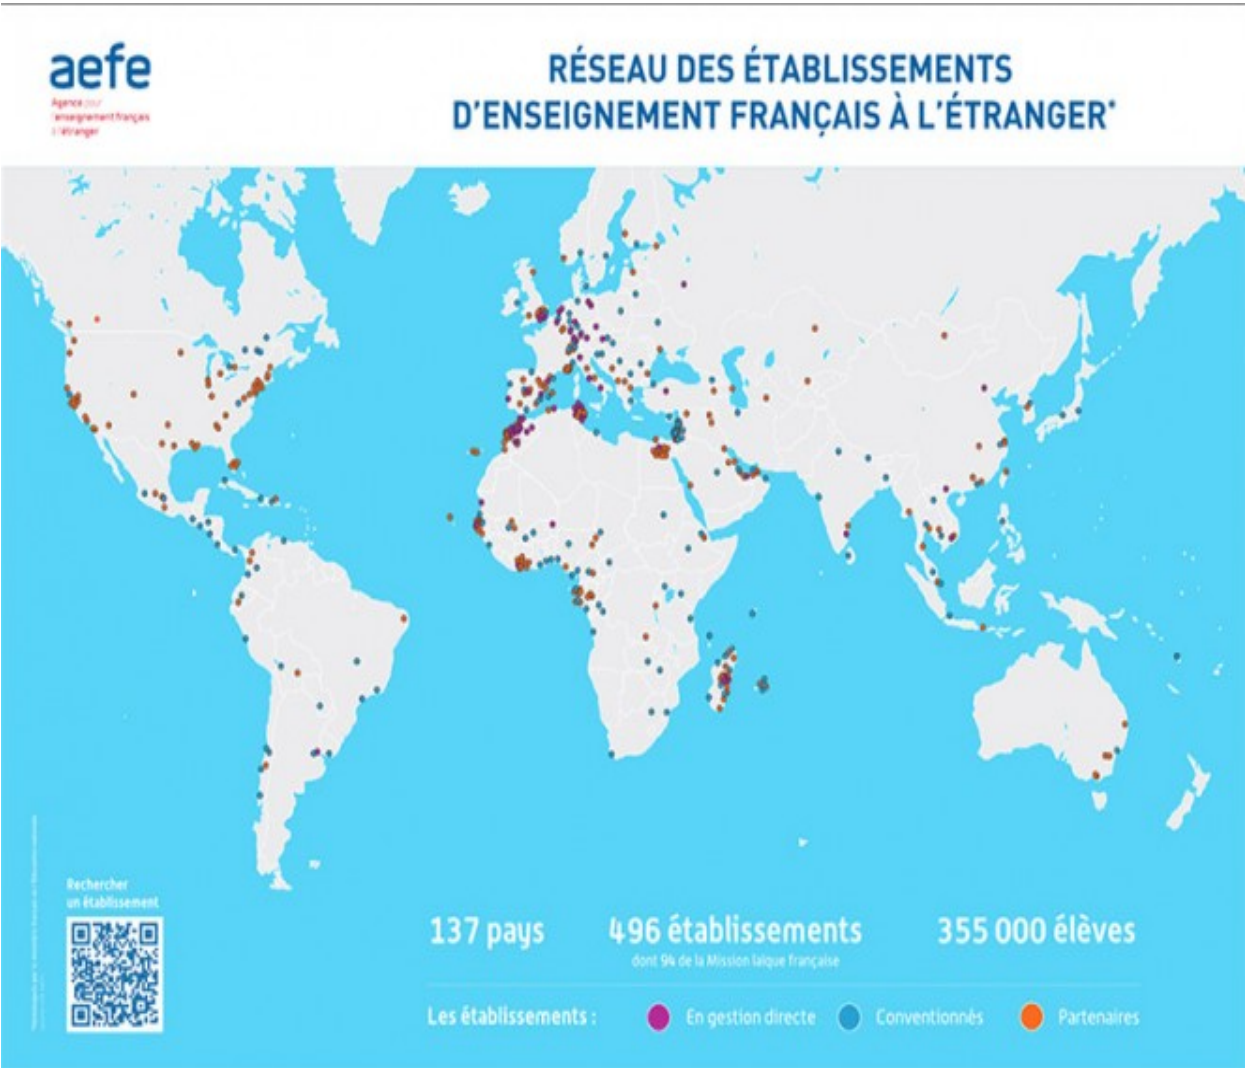 aefe
Agence pour
l'enseignement français
à l'étranger
RÉSEAU DES ÉTABLISSEMENTS
D'ENSEIGNEMENT FRANÇAIS À L'ÉTRANGER*
Rechercher
un établissement
137 pays
496 établissements
355 000 élèves
dont 94 de la Mission laïque française
Les établissements :
En gestion directe
Conventionnés
Partenaires